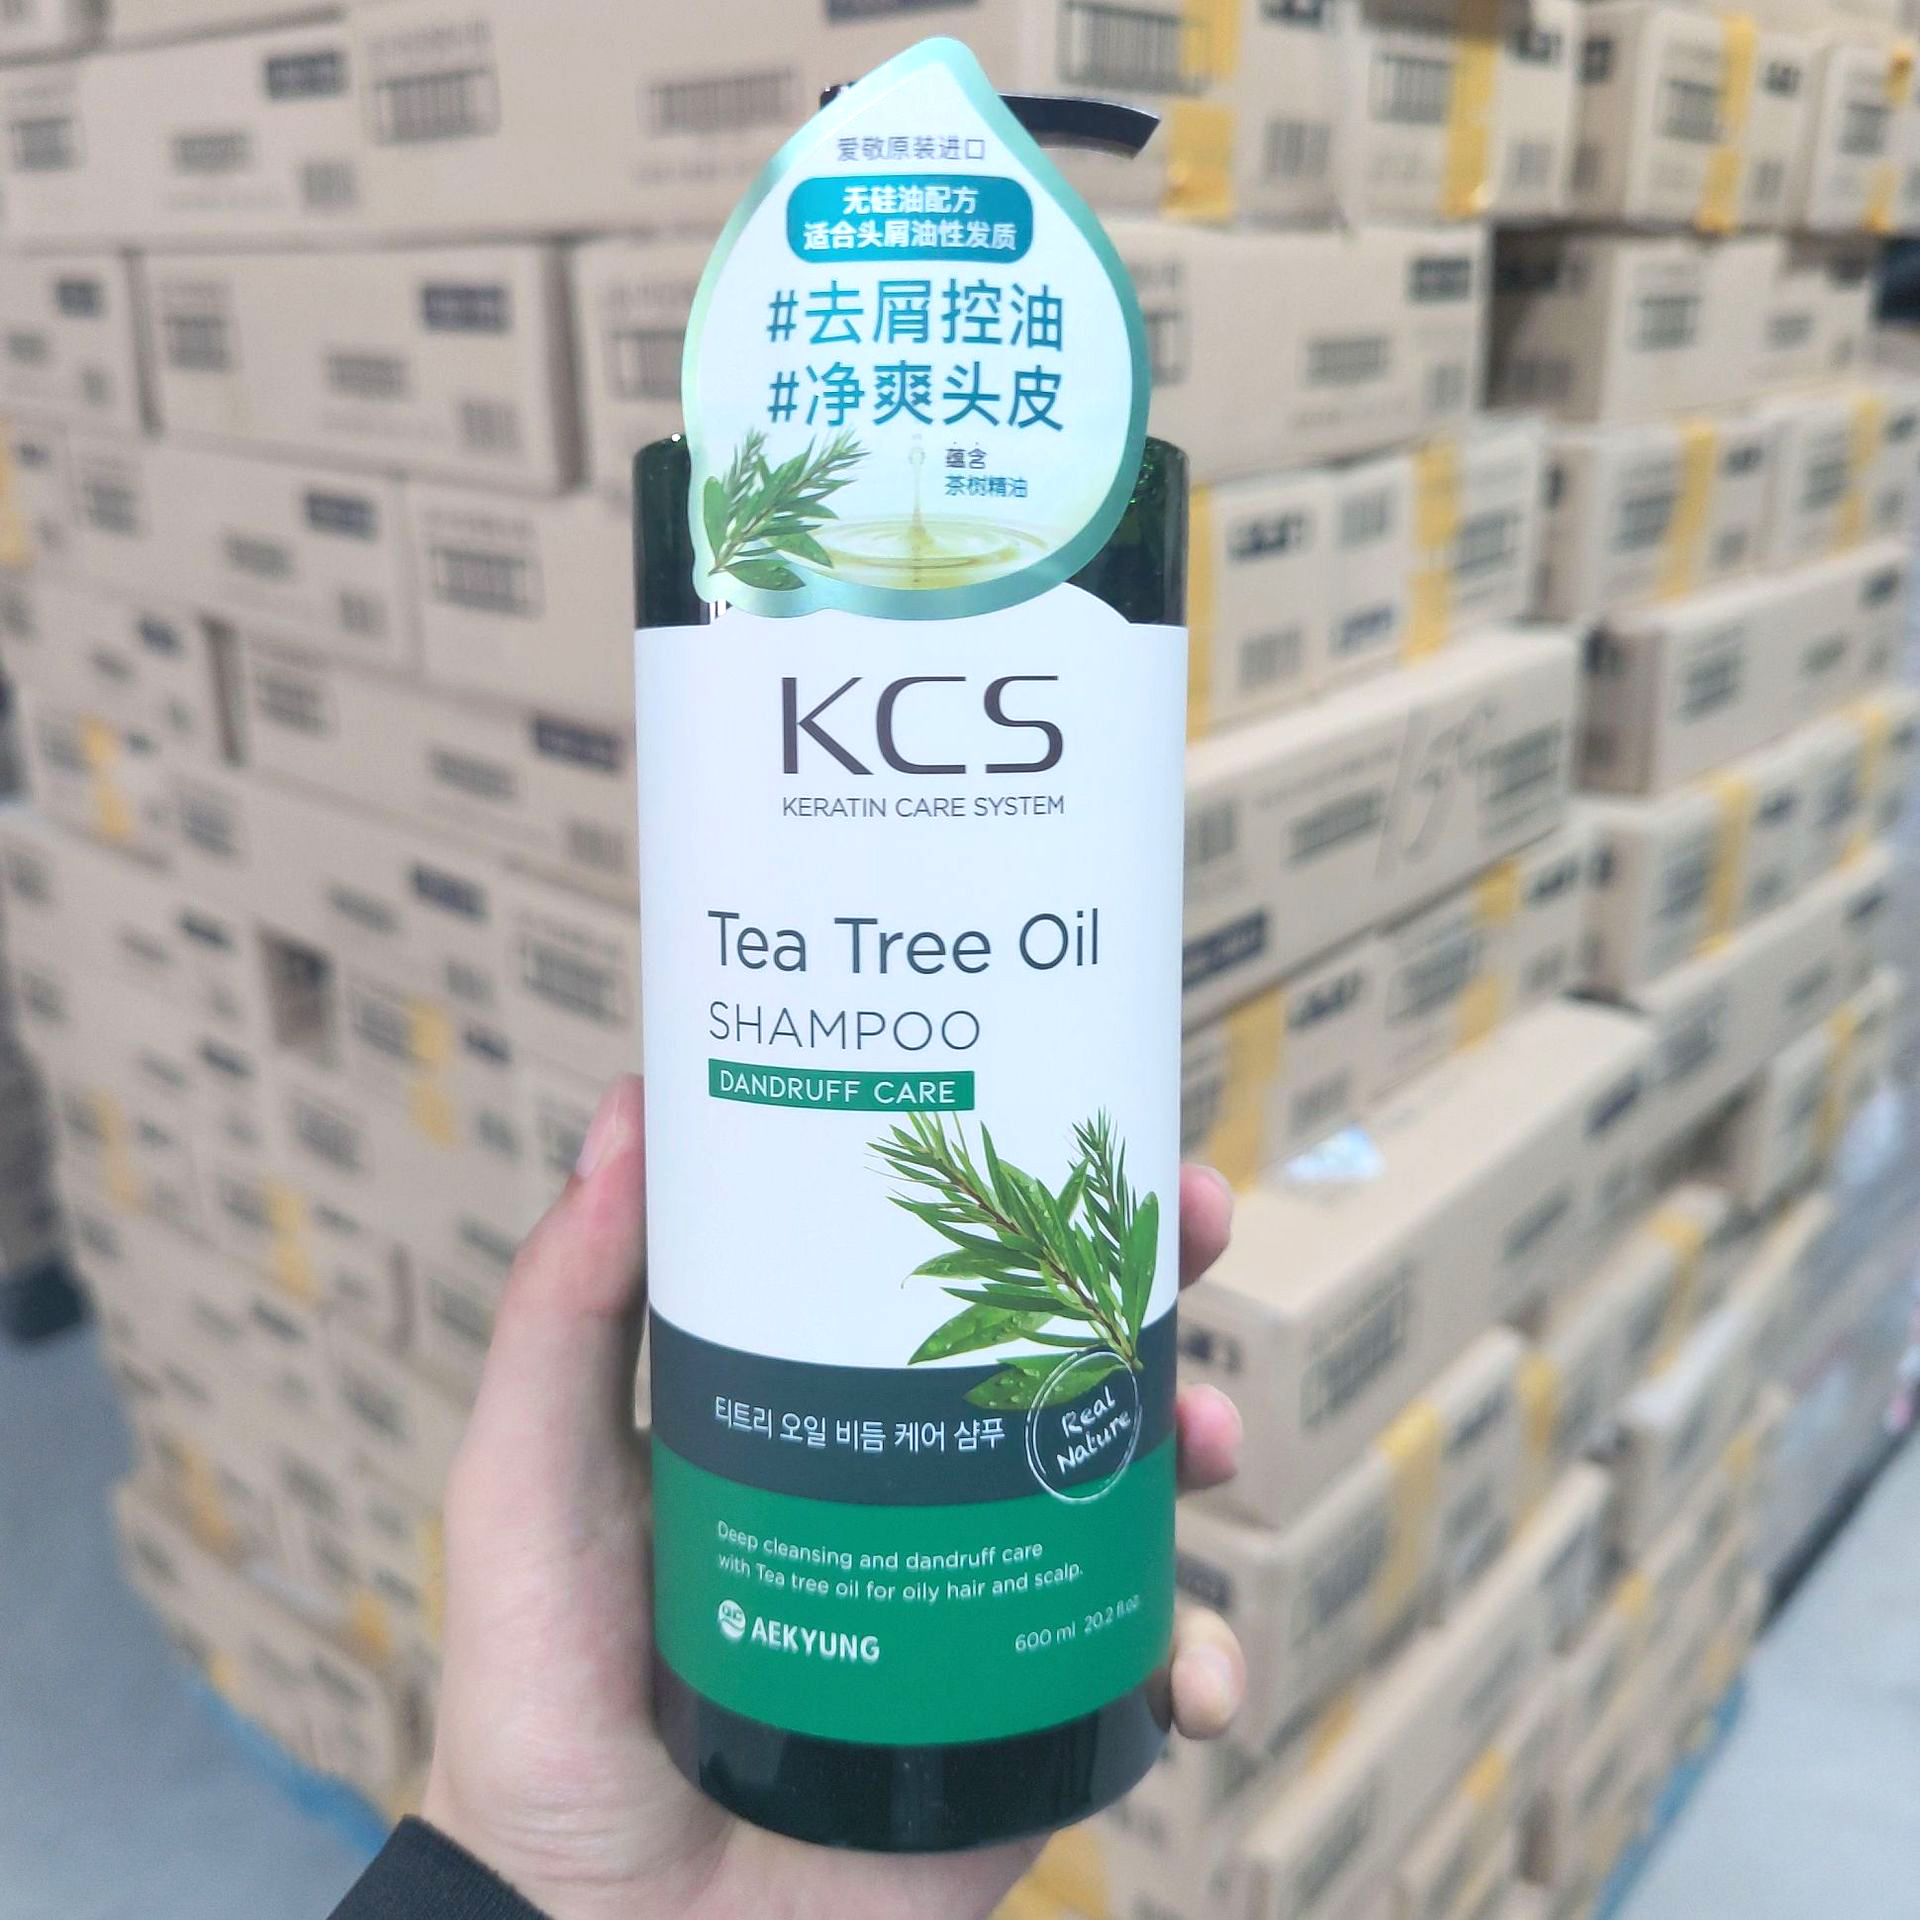 爱敬原装进口
无硅油配方
适合头屑油性发质
#去屑控油
#净爽头皮
蕴含
茶树精油
KCS
KERATIN CARE SYSTEM
Tea Tree Oil
SHAMPOO
DANDRUFF CARE
티트리 오일 비듬 케어 샴푸
Real
Nature
Deep cleansing and dandruff care
with Tea tree oil for oily hair and scalp.
AEKYUNG
600 ml 20.2 fl.oz